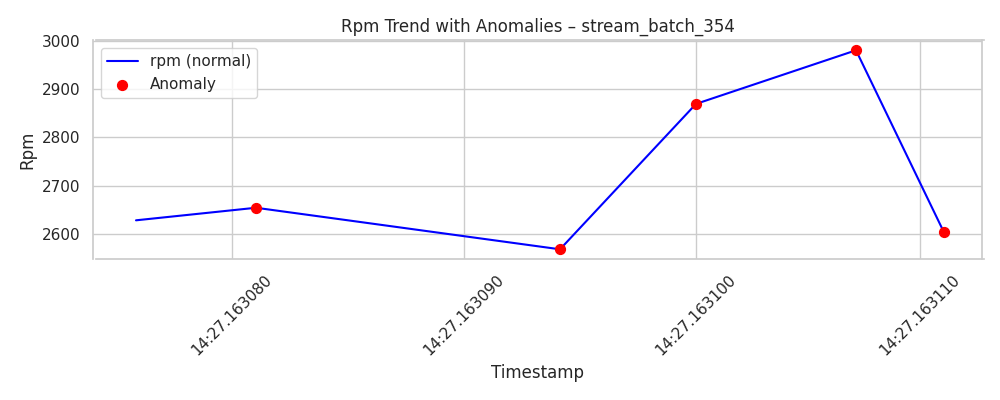 Rpm Trend with Anomalies – stream_batch_354
rpm (normal)
Anomaly
3000
2900
2800
2700
2600
Rpm
14:27.163080
14:27.163090
14:27.163100
14:27.163110
Timestamp